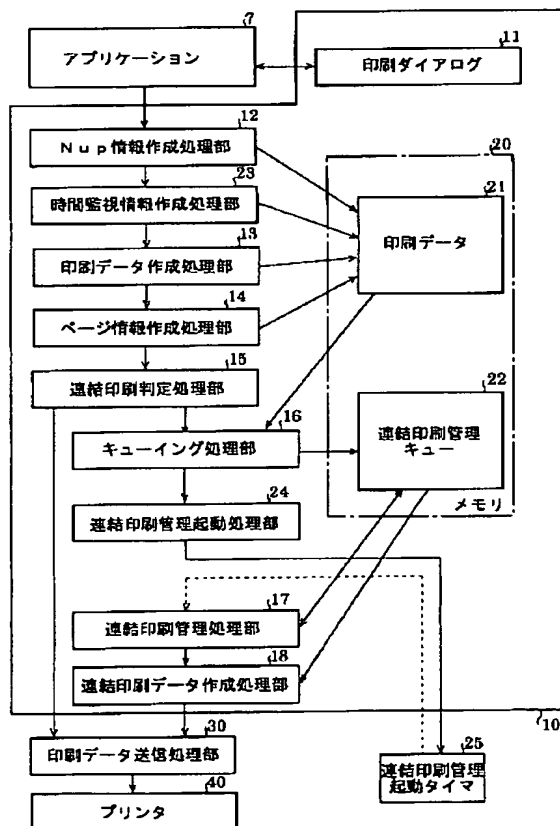 7
アプリケーション
11
印刷ダイアログ
12
Nup情報作成処理部
20
23
時間監視情報作成処理部
21
印刷データ
13
印刷データ作成処理部
14
ページ情報作成処理部
15
連結印刷判定処理部
22
連結印刷管理
キュー
16
キューイング処理部
メモリ
24
連結印刷管理起動処理部
17
連結印刷管理処理部
18
連結印刷データ作成処理部
10
30
印刷データ送信処理部
25
連結印刷管理
起動タイマ
40
プリンタ